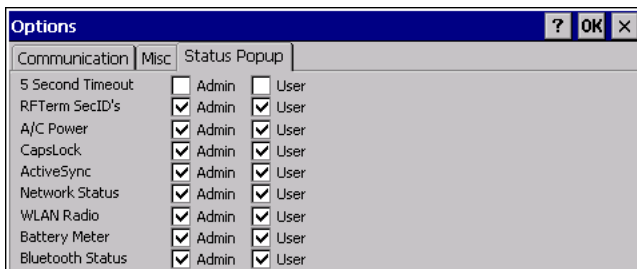 Options ? OK ×
Communication Misc Status Popup
5 Second Timeout Admin User
RFTerm SecID's Admin User
A/C Power Admin User
CapsLock Admin User
ActiveSync Admin User
Network Status Admin User
WLAN Radio Admin User
Battery Meter Admin User
Bluetooth Status Admin User